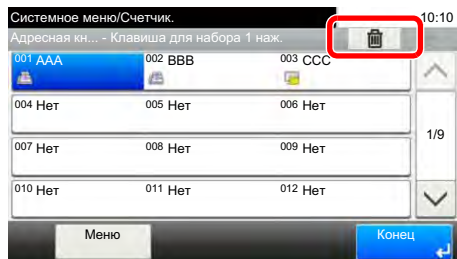 Системное меню/Счетчик. 10:10
Адресная кн... - Клавиша для набора 1 наж.
001 AAA 002 BBB 003 CCC
004 Нет 005 Нет 006 Нет
1/9
007 Нет 008 Нет 009 Нет
010 Нет 011 Нет 012 Нет
Меню Конец